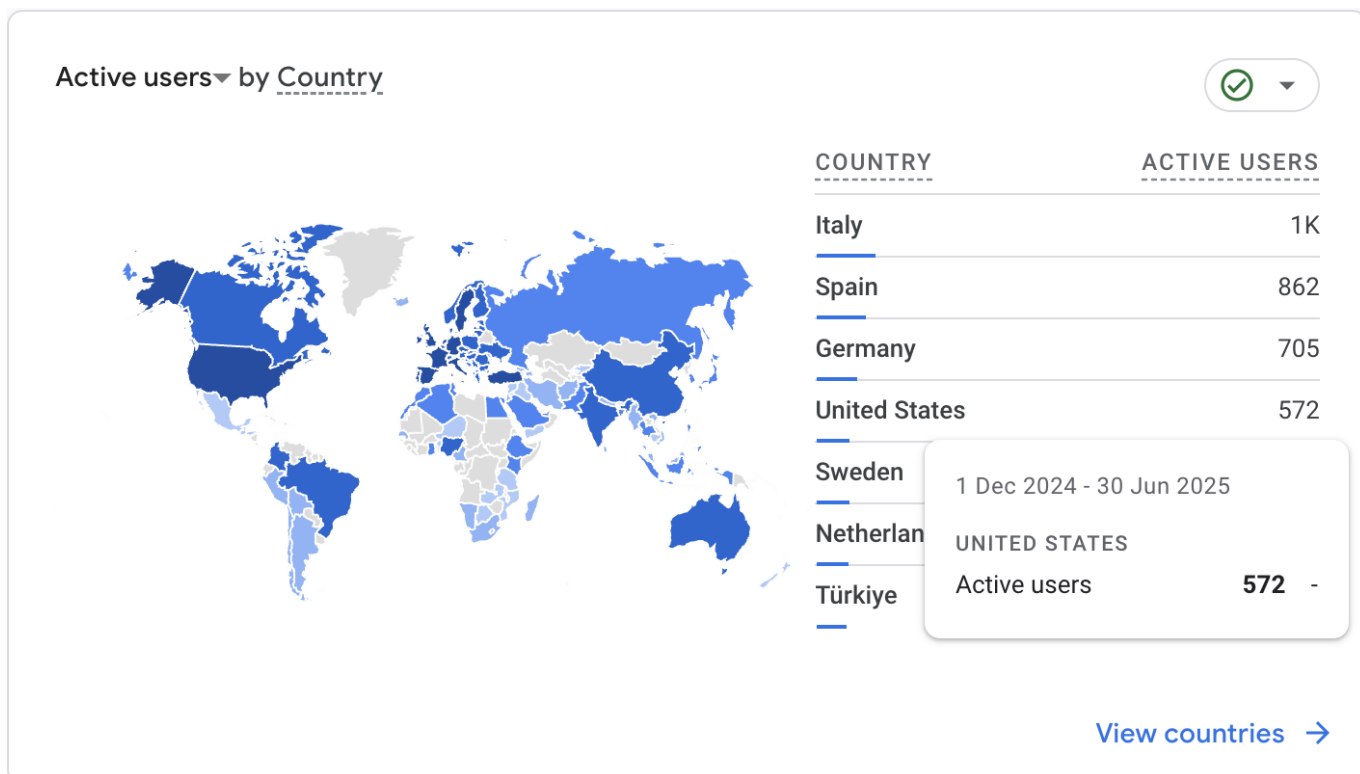 Active users by Country
COUNTRY ACTIVE USERS
Italy 1K
Spain 862
Germany 705
United States 572
Sweden
Netherlan
Türkiye
1 Dec 2024 - 30 Jun 2025
UNITED STATES
Active users 572 -
View countries